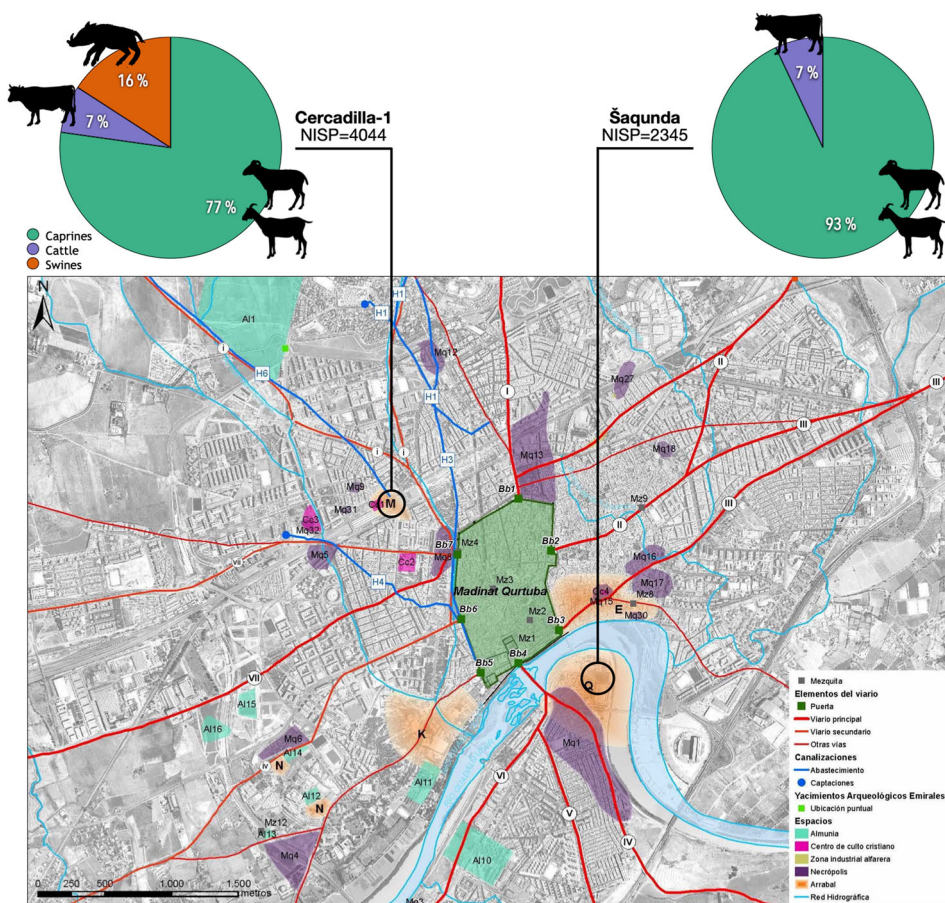 16 %
7 %
77 %
Cercadilla-1
NISP=4044
Šaqunda
NISP=2345
7 %
93 %
Caprines
Cattle
Swines
N
Al1
H1
H1
i
H6
H1
Mq12
I
Mq27
II
III
III
i
i
H3
Mq13
Mq18
III
Mq9
M
Mq31
Bb1
Mz9
Cc3
Mq32
II
Bb7
Mz4
Bb2
Mq5
Cc2
Mq8
Mq16
VII
H4
Mz3
Mq17
Madinat Qurtuba
Cc4
Mz8
Mq15
E
Mq30
Bb6
Mz2
Bb3
Mz1
Bb4
Bb5
Q
VII
Al15
Al16
K
Mq1
Mq6
Al14
IV
N
Al11
VI
Al12
N
V
Mz12
Al13
IV
Mq4
Al10
Mq3
0 250 500 1.000 1.500
metros
Mezquita
Elementos del viario
Puerta
Viario principal
Viario secundario
Otras vias
Canalizaciones
Abastecimiento
Captaciones
Yacimientos Arqueológicos Emirales
Ubicación puntual
Espacios
Almunia
Centro de culto cristiano
Zona industrial alfarera
Necrópolis
Arrabal
Red Hidrográfica